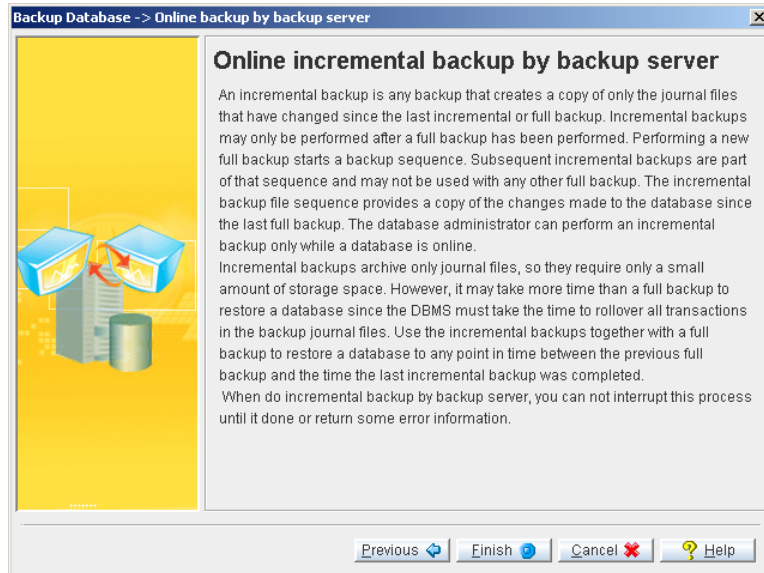 Backup Database -> Online backup by backup server
Online incremental backup by backup server
An incremental backup is any backup that creates a copy of only the journal files
that have changed since the last incremental or full backup. Incremental backups
may only be performed after a full backup has been performed. Performing a new
full backup starts a backup sequence. Subsequent incremental backups are part
of that sequence and may not be used with any other full backup. The incremental
backup file sequence provides a copy of the changes made to the database since
the last full backup. The database administrator can perform an incremental
backup only while a database is online.
Incremental backups archive only journal files, so they require only a small
amount of storage space. However, it may take more time than a full backup to
restore a database since the DBMS must take the time to rollover all transactions
in the backup journal files. Use the incremental backups together with a full
backup to restore a database to any point in time between the previous full
backup and the time the last incremental backup was completed.
When do incremental backup by backup server, you can not interrupt this process
until it done or return some error information.
Previous Finish Cancel Help